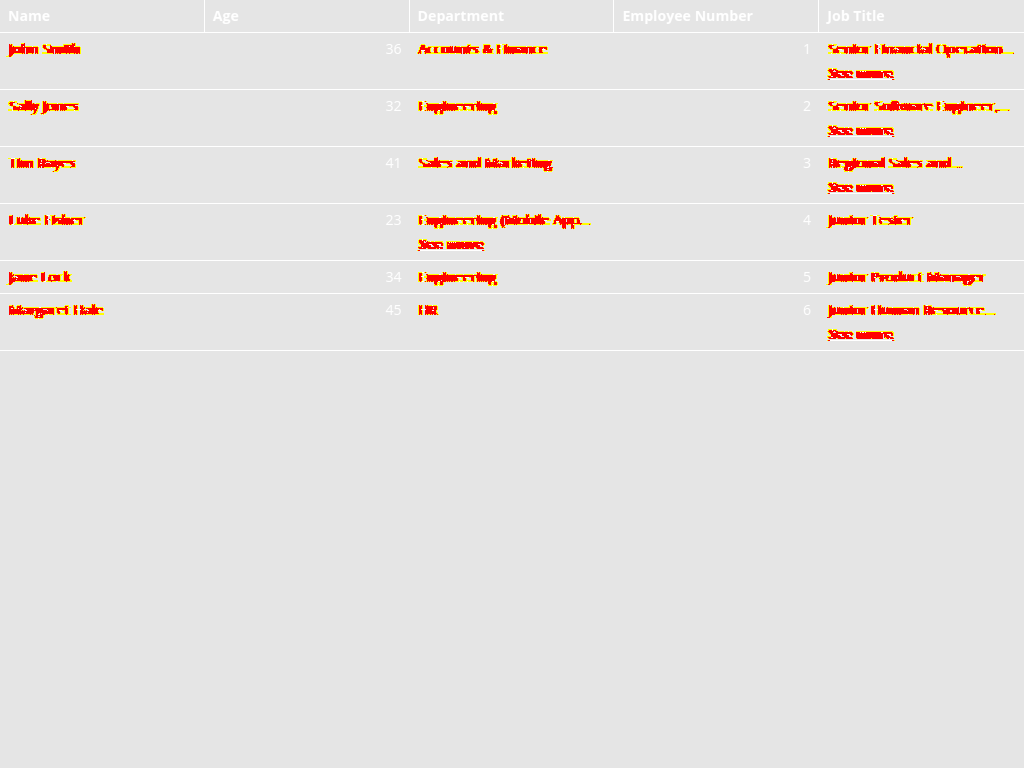 Name Age Department Employee Number Job Title
John Smith 36 Accounts & Finance 1 Senior Financial Operation...
See more
Sally Jones 32 Engineering 2 Senior Software Engineer,...
See more
Tim Bayes 41 Sales and Marketing 3 Regional Sales and ...
See more
Luke Fisher 23 Engineering (Mobile App... 4 Junior Tester
See more
Jane Lock 34 Engineering 5 Junior Product Manager
Margaret Hale 45 HR 6 Junior Human Resource...
See more